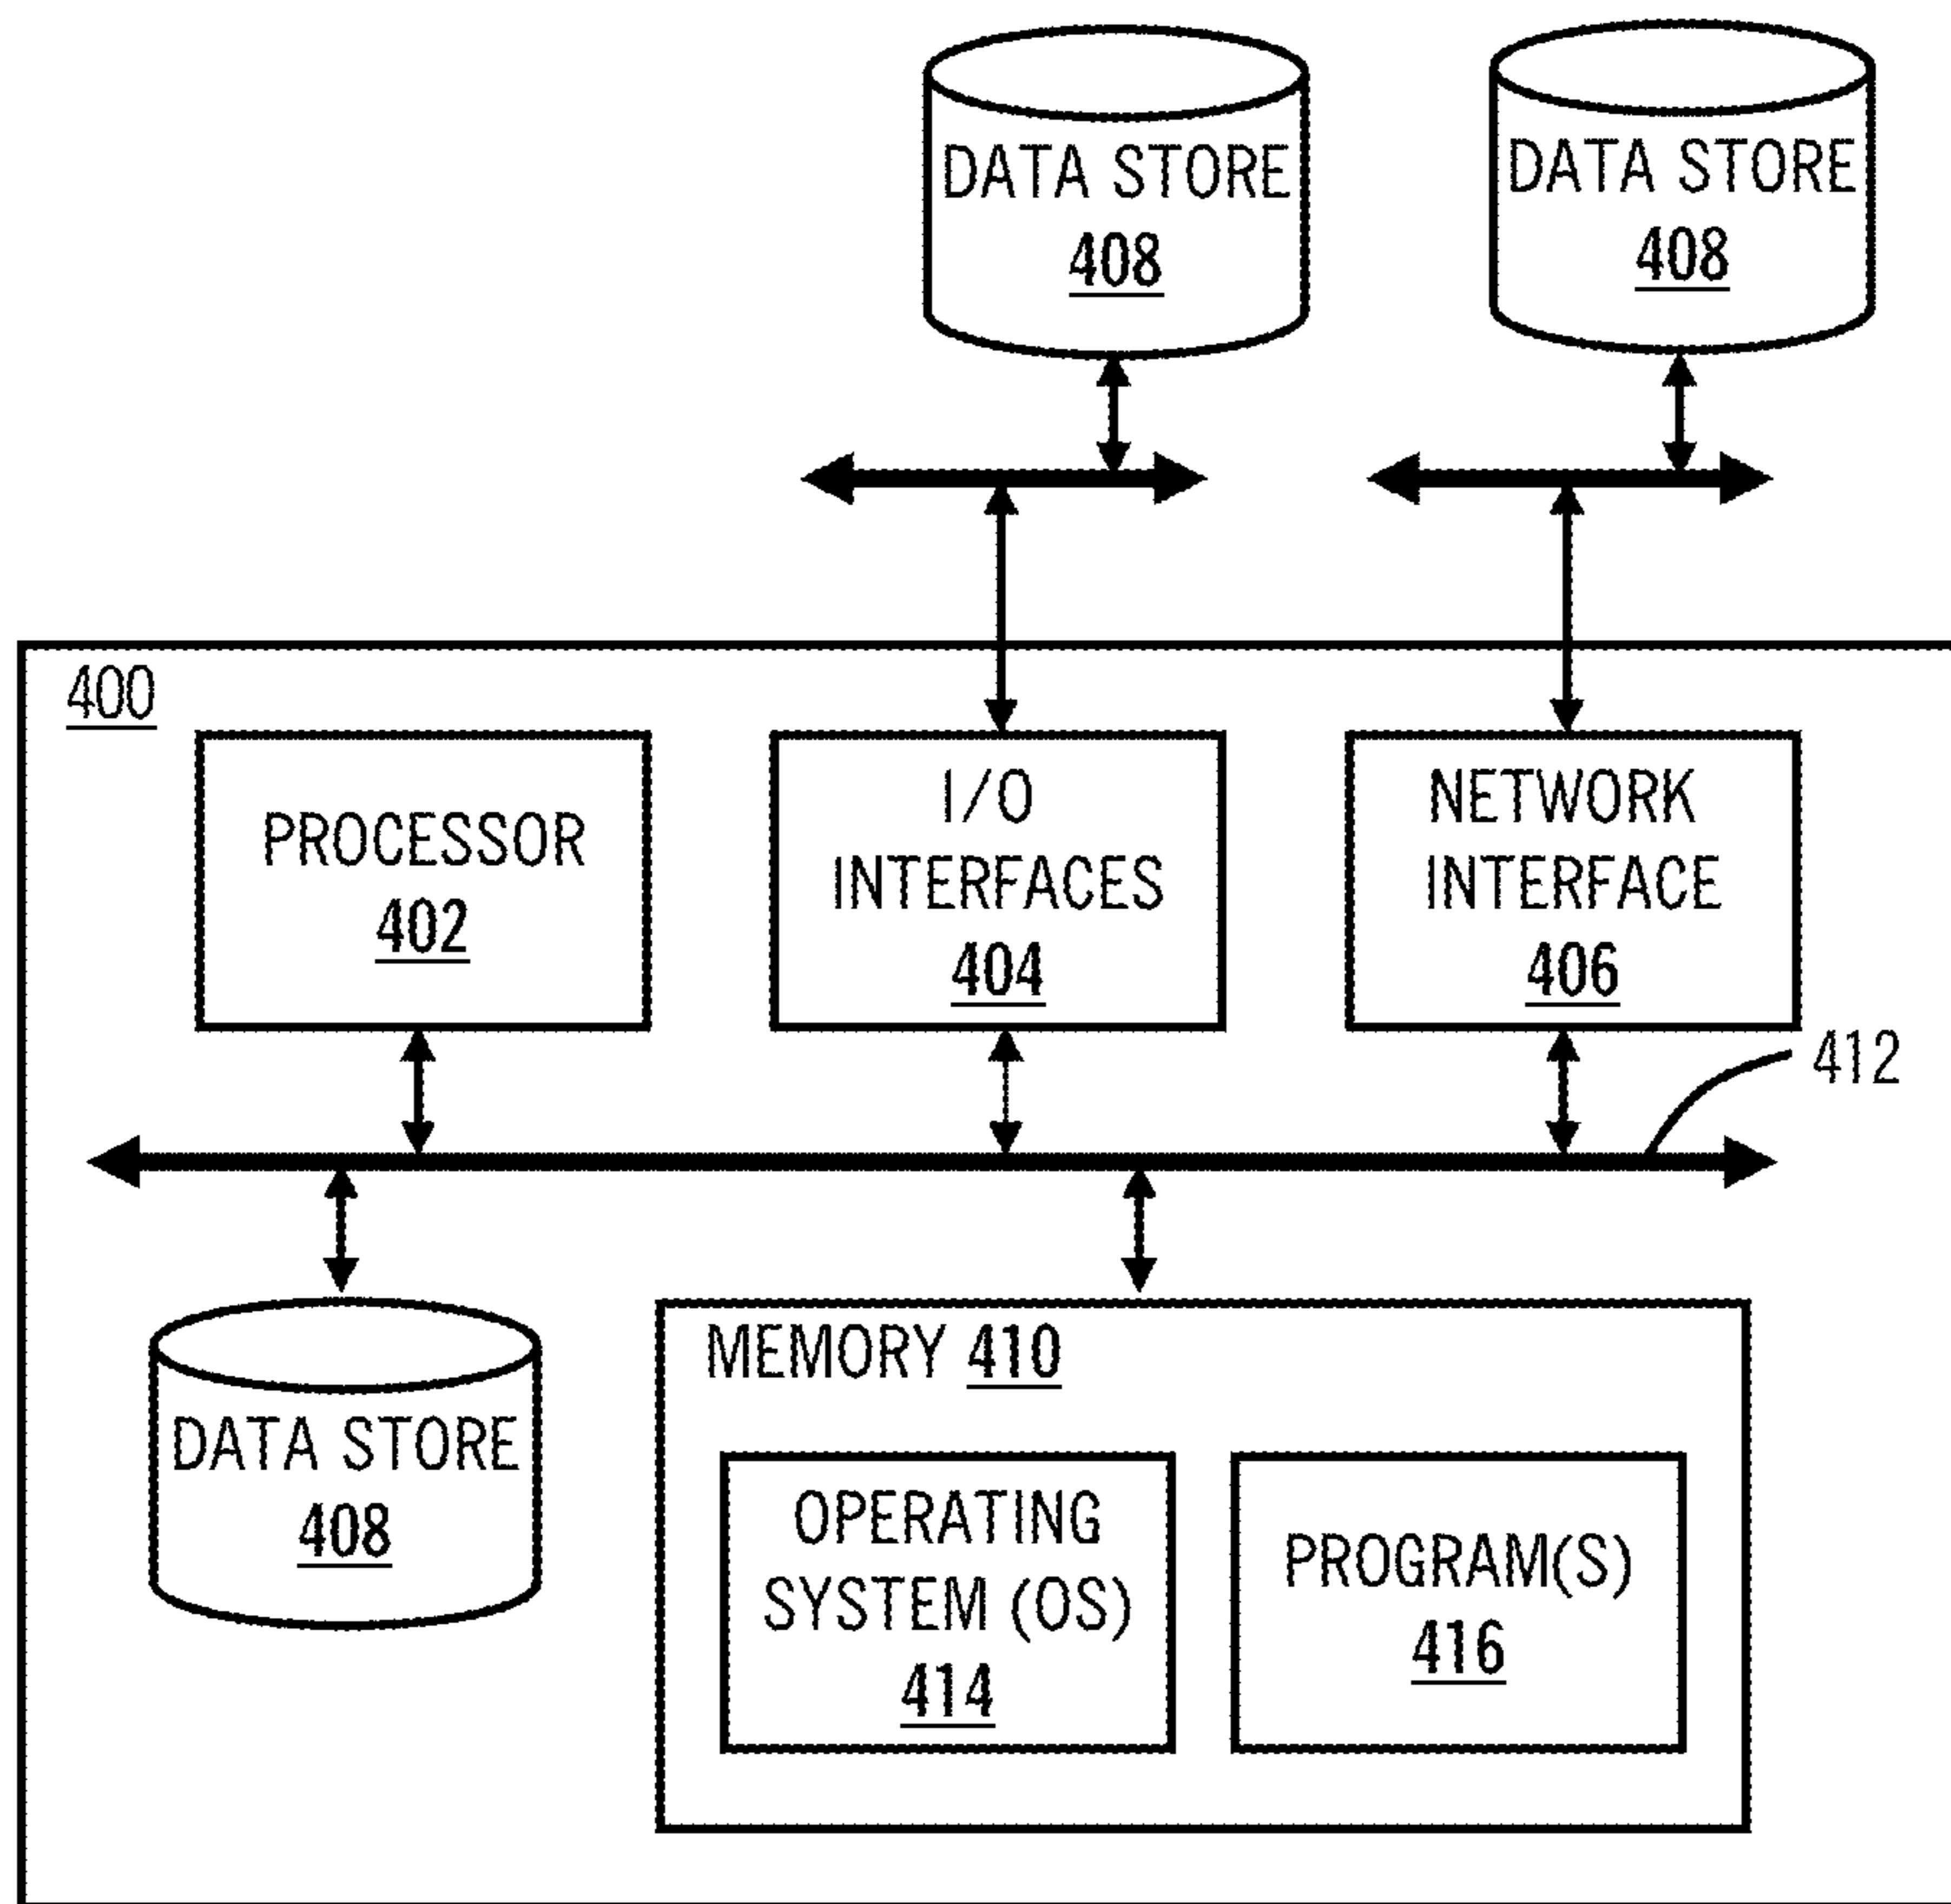 DATA STORE
408
DATA STORE
408
400
PROCESSOR
402
I/O
INTERFACES
404
NETWORK
INTERFACE
406
412
DATA STORE
408
MEMORY 410
OPERATING
SYSTEM (OS)
414
PROGRAM(S)
416